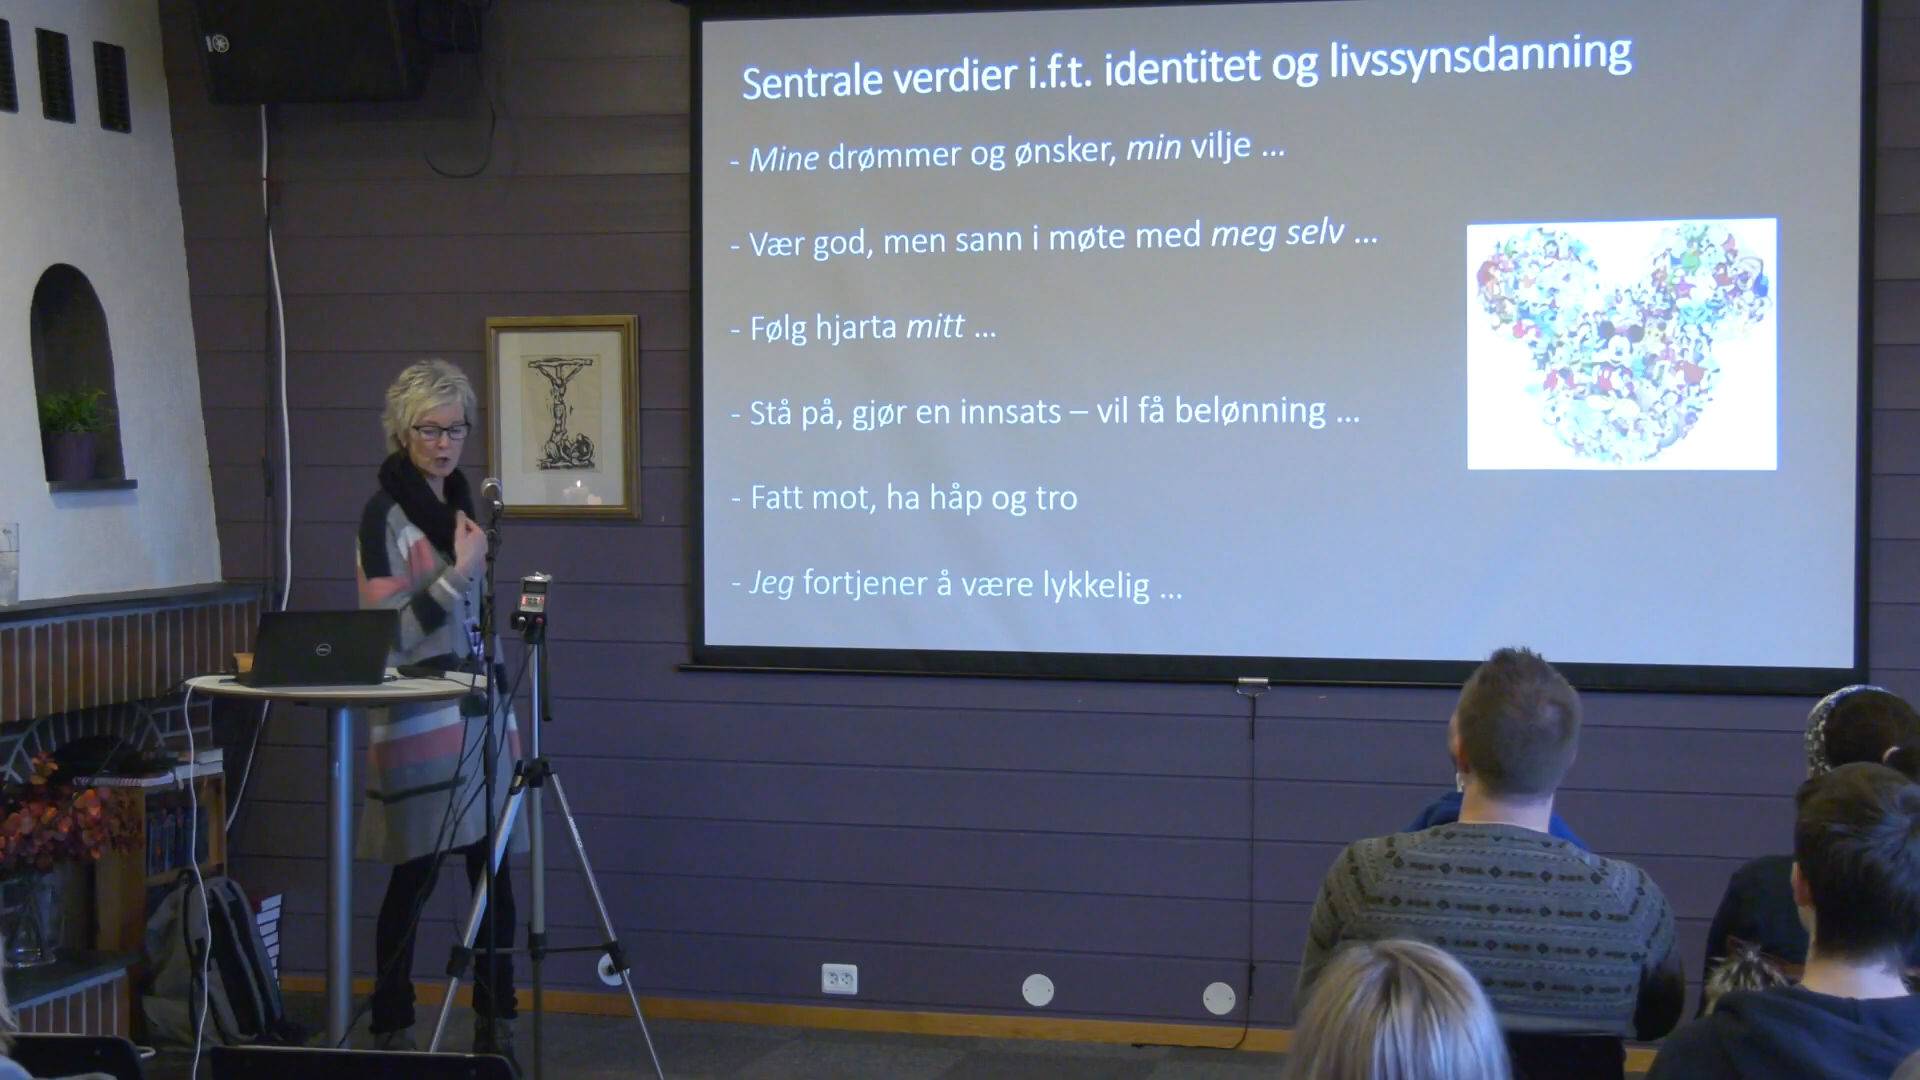 Sentrale verdier i.f.t. identitet og livssynsdanning
- Mine drømmer og ønsker, min vilje ...
- Vær god, men sann i møte med meg selv ...
- Følg hjarta mitt ...
- Stå på, gjør en innsats – vil få belønning ...
- Fatt mot, ha håp og tro
- Jeg fortjener å være lykkelig ...
DELL